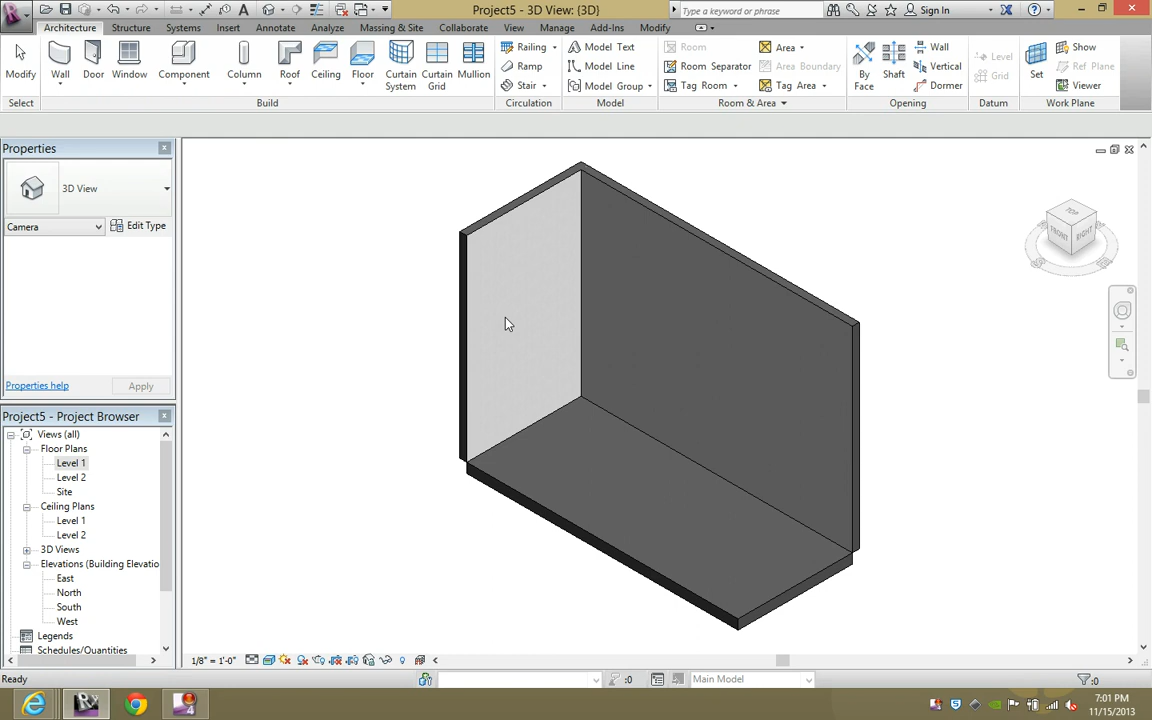 Project5 - 3D View: {3D}
Type a keyword or phrase
Sign In
Architecture Structure Systems Insert Annotate Analyze Massing & Site Collaborate View Manage Add-Ins Modify
Modify Wall Door Window Component Column Roof Ceiling Floor Curtain System Curtain Grid Mullion
Railing Ramp Stair
Model Text Model Line Model Group
Room Room Separator Tag Room
Area Area Boundary Tag Area
By Face Shaft Wall Vertical Dormer
Level Grid
Set Show Ref Plane Viewer
Select Build Circulation Model Room & Area Opening Datum Work Plane
Properties
3D View
Camera Edit Type
Properties help Apply
Project5 - Project Browser
Views (all)
Floor Plans
Level 1
Level 2
Site
Ceiling Plans
Level 1
Level 2
3D Views
Elevations (Building Elevatio
East
North
South
West
Legends
Schedules/Quantities
TOP
FRONT RIGHT
1/8" = 1'-0"
Ready
:0
Main Model
:0
7:01 PM
11/15/2013